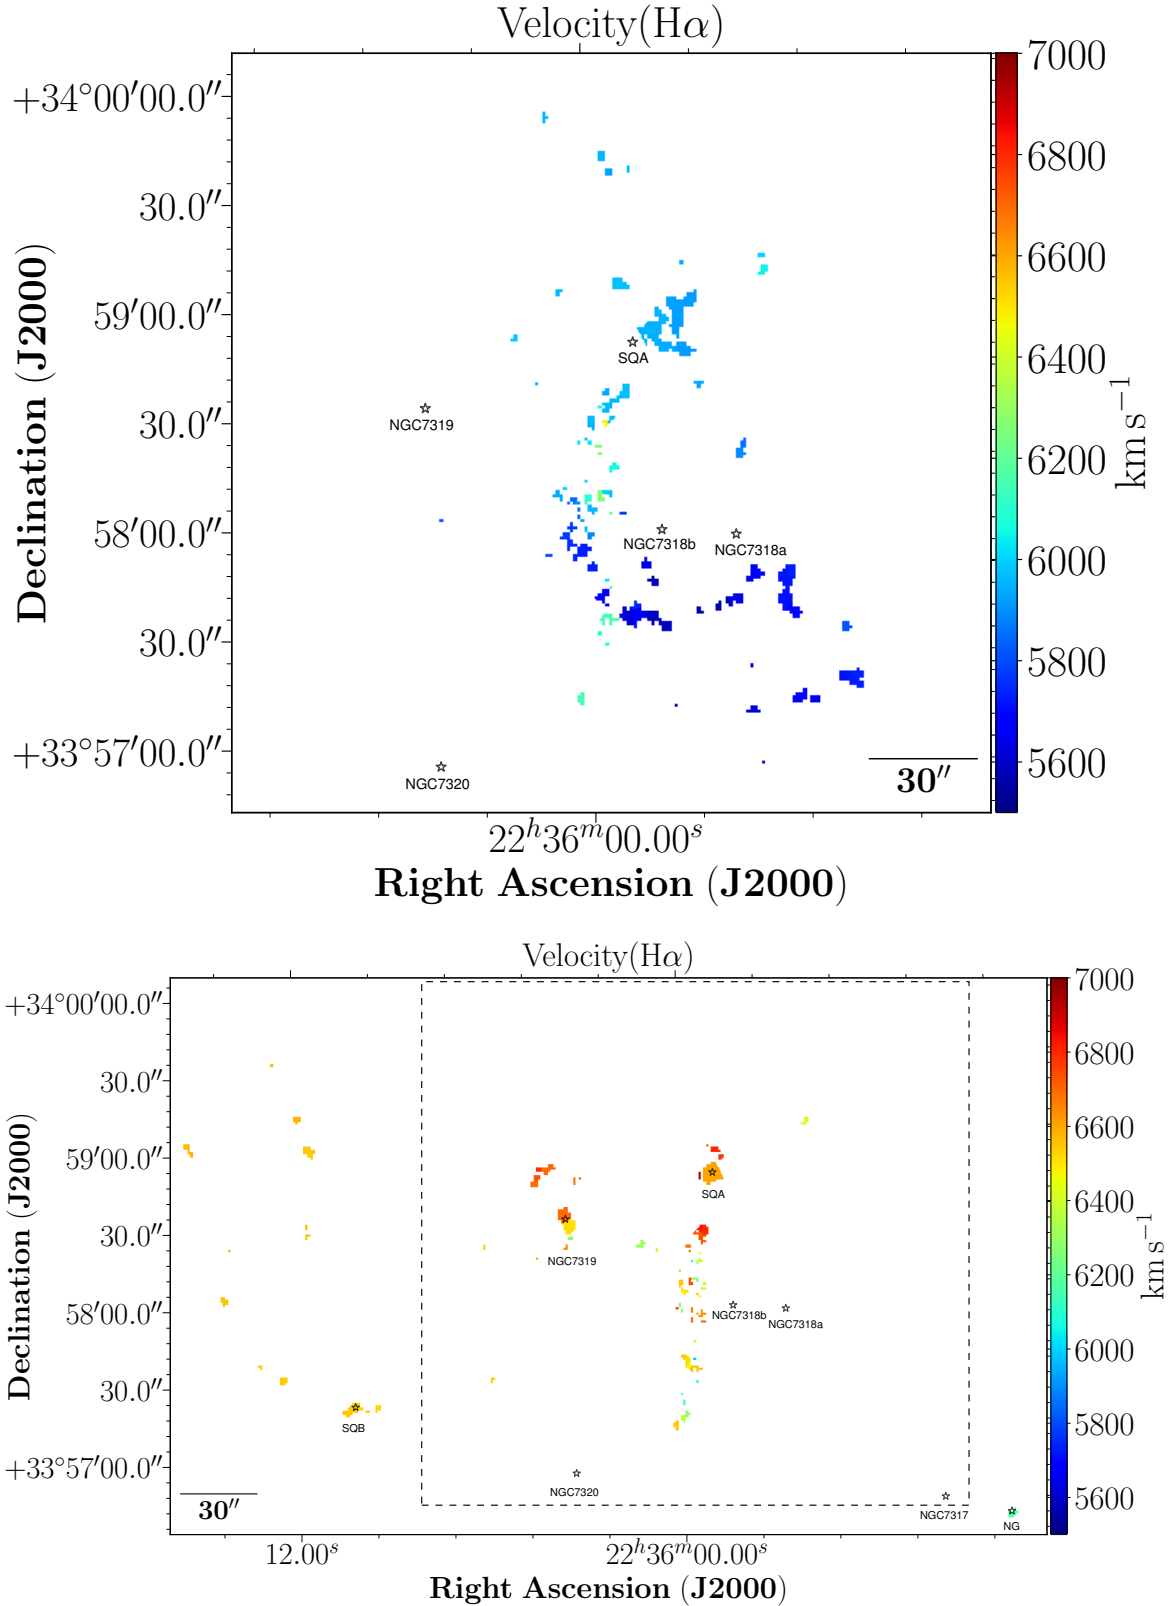 Velocity(Hα)
+34°00′00.0″
30.0″
59′00.0″
30.0″
58′00.0″
30.0″
+33°57′00.0″
Declination (J2000)
SQA
NGC7319
NGC7318b
NGC7318a
NGC7320
30″
22ʰ36ᵐ00.00ˢ
Right Ascension (J2000)
7000
6800
6600
6400
6200
6000
5800
5600
km s⁻¹
Velocity(Hα)
+34°00′00.0″
30.0″
59′00.0″
30.0″
58′00.0″
30.0″
+33°57′00.0″
Declination (J2000)
SQA
NGC7319
NGC7318b
NGC7318a
SQB
NGC7320
NGC7317
NG
30″
12.00ˢ
22ʰ36ᵐ00.00ˢ
Right Ascension (J2000)
7000
6800
6600
6400
6200
6000
5800
5600
km s⁻¹